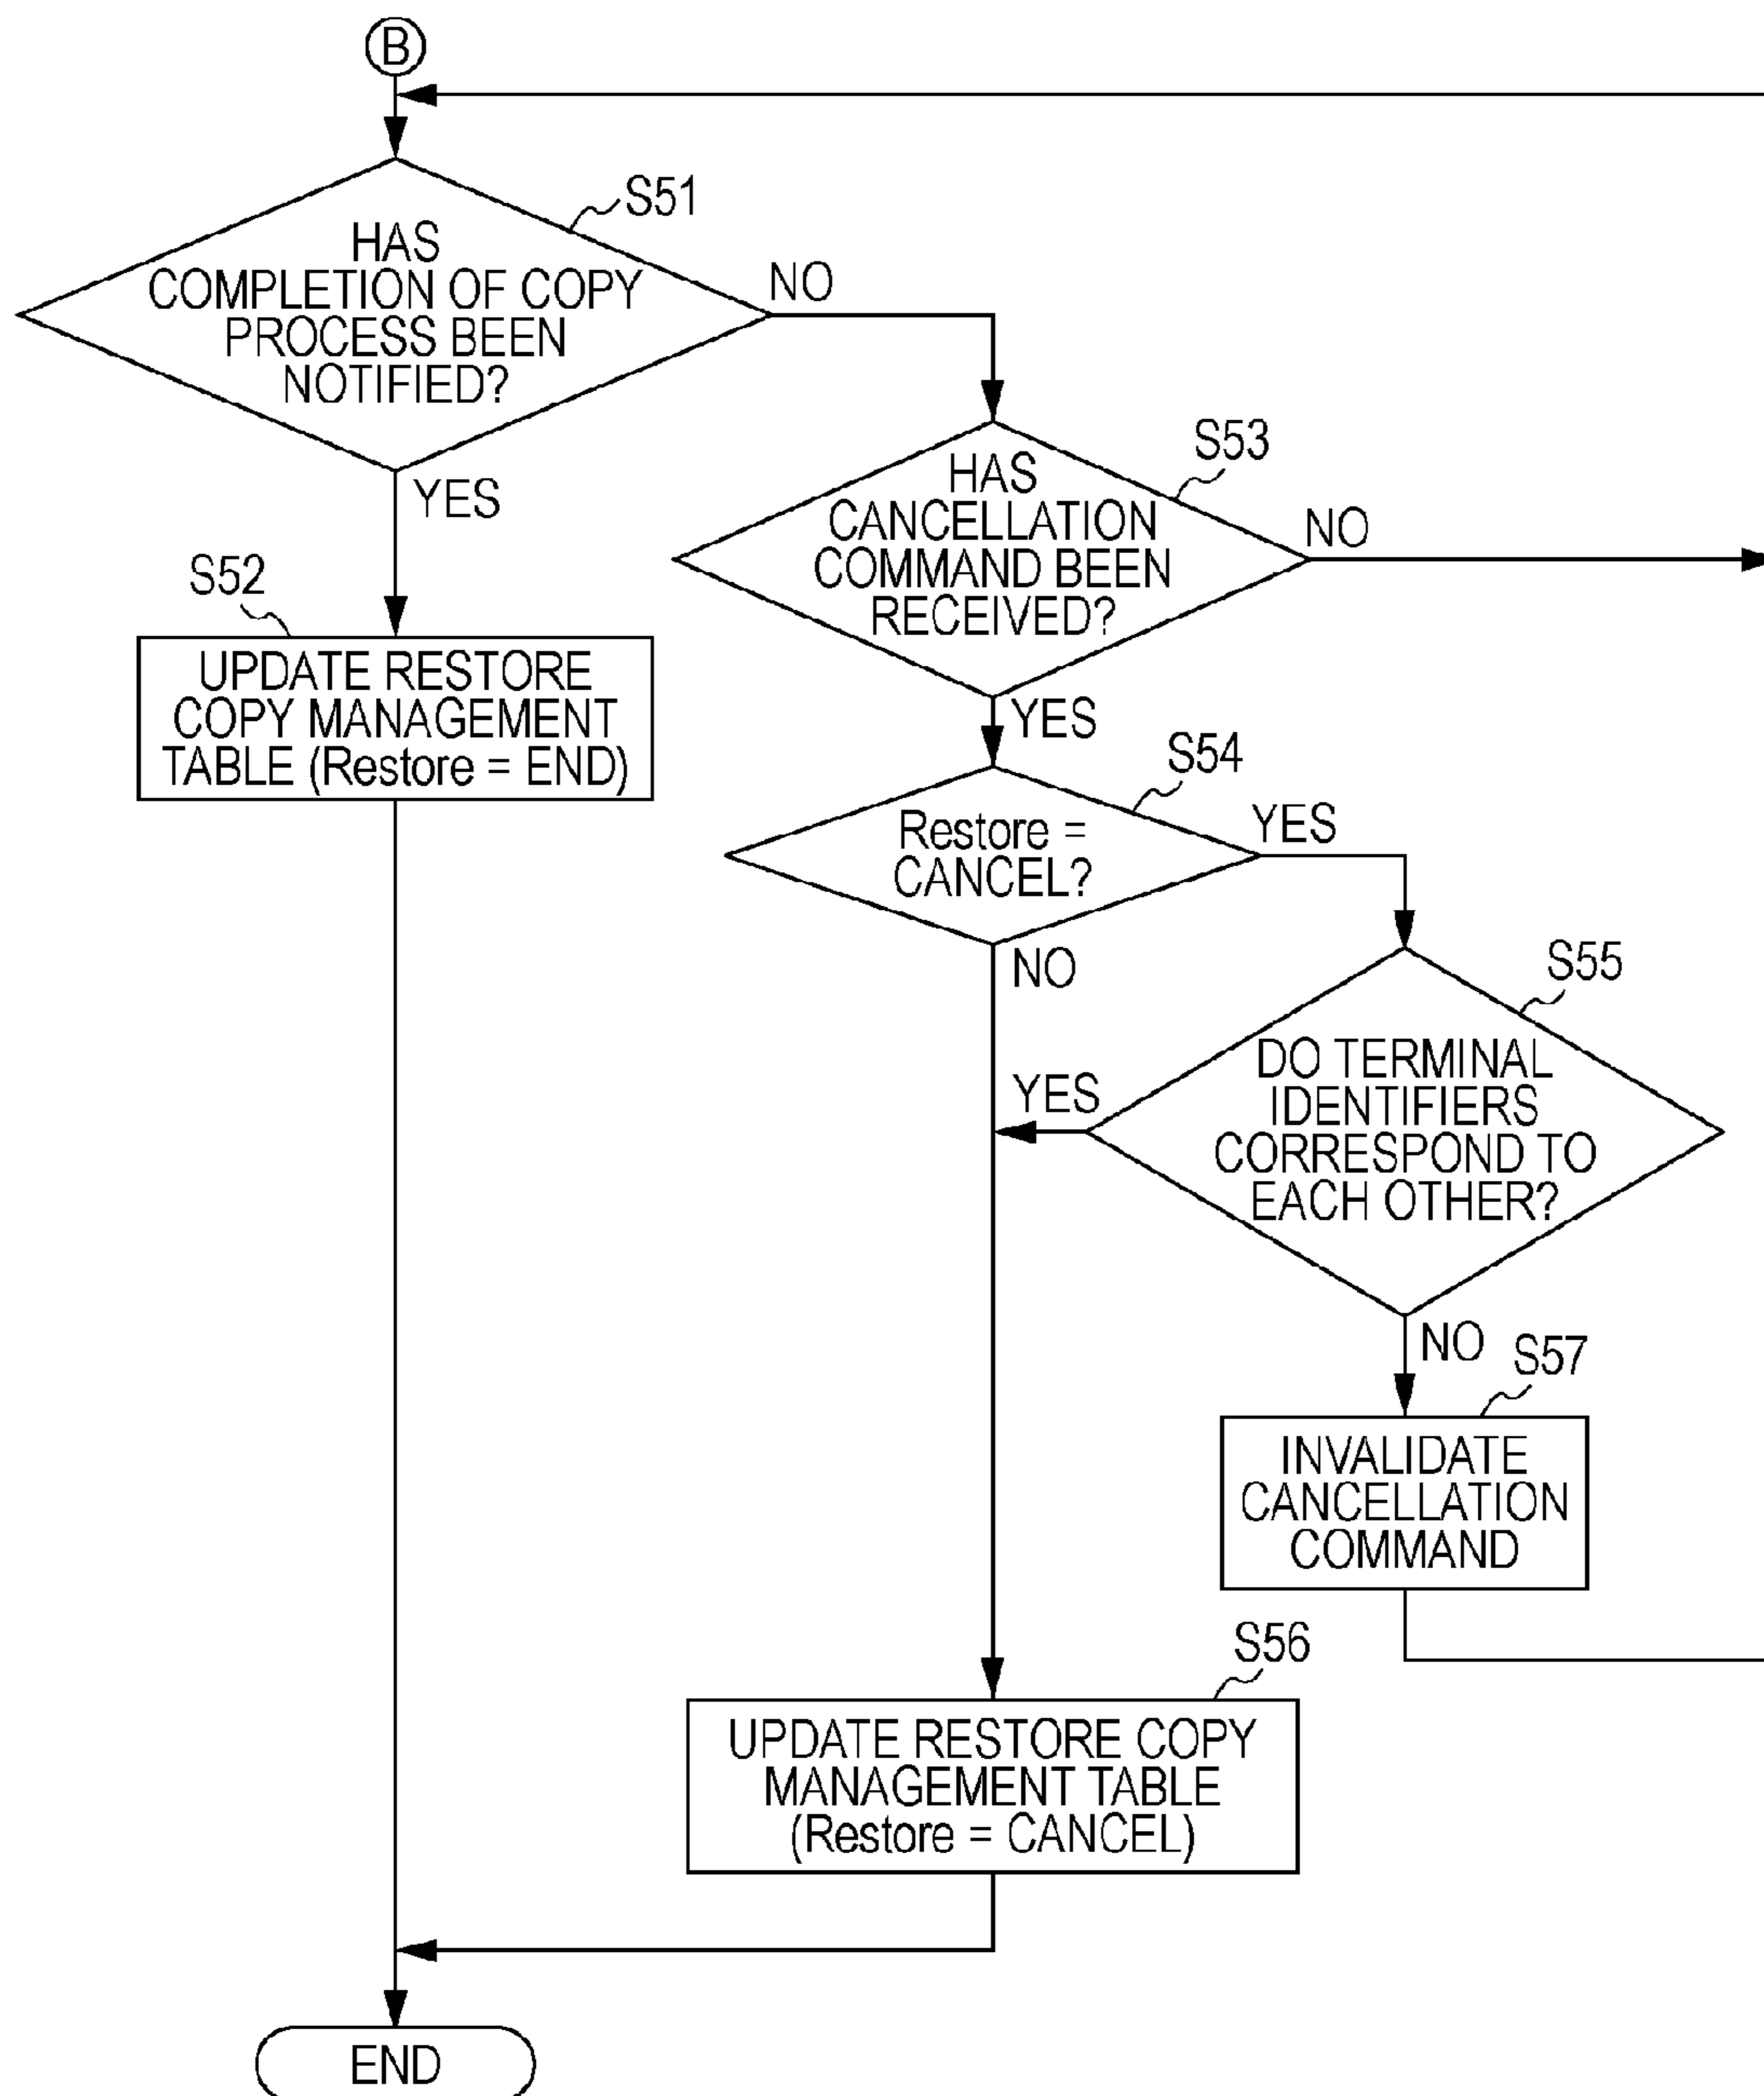 B
S51
HAS
COMPLETION OF COPY
PROCESS BEEN
NOTIFIED?
NO
YES
S53
HAS
CANCELLATION
COMMAND BEEN
RECEIVED?
NO
YES
S52
UPDATE RESTORE
COPY MANAGEMENT
TABLE (Restore = END)
S54
Restore =
CANCEL?
YES
NO
S55
DO TERMINAL
IDENTIFIERS
CORRESPOND TO
EACH OTHER?
YES
NO
S57
INVALIDATE
CANCELLATION
COMMAND
S56
UPDATE RESTORE COPY
MANAGEMENT TABLE
(Restore = CANCEL)
END